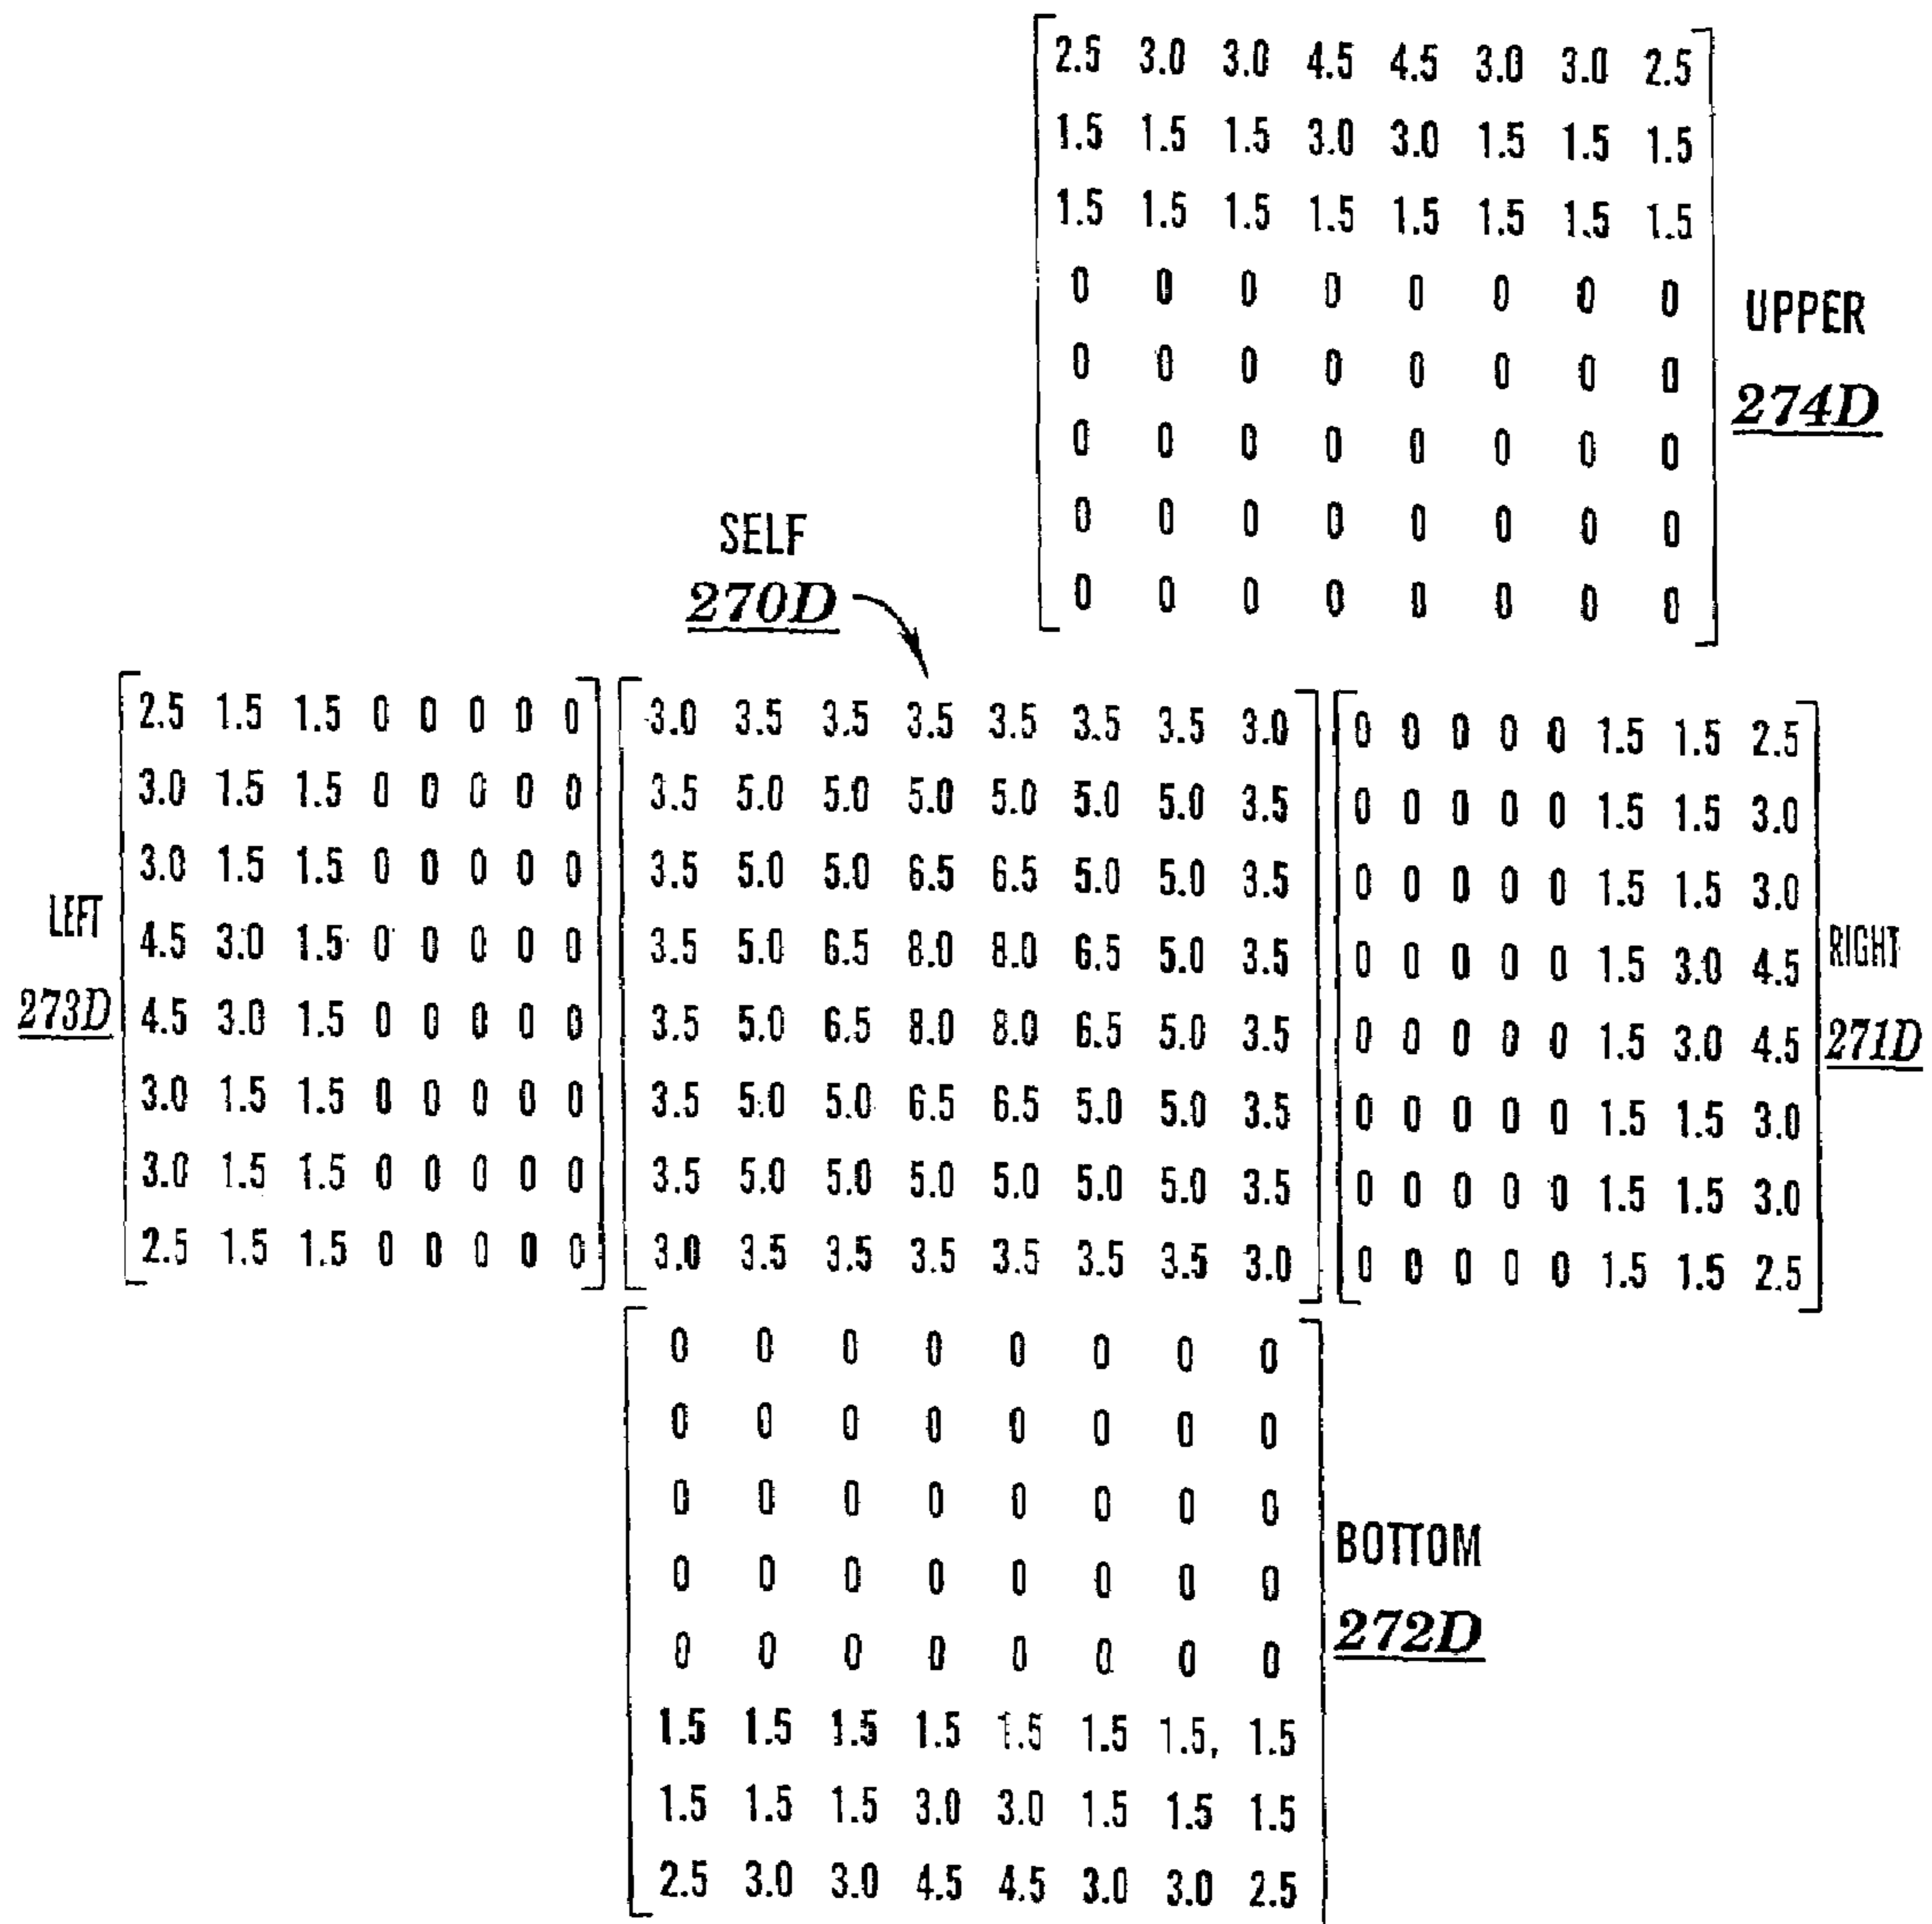 2.5 3.0 3.0 4.5 4.5 3.0 3.0 2.5
1.5 1.5 1.5 3.0 3.0 1.5 1.5 1.5
1.5 1.5 1.5 1.5 1.5 1.5 1.5 1.5
0 0 0 0 0 0 0 0
0 0 0 0 0 0 0 0
0 0 0 0 0 0 0 0
0 0 0 0 0 0 0 0
0 0 0 0 0 0 0 0
UPPER
274D
SELF
270D
LEFT
273D
2.5 1.5 1.5 0 0 0 0 0
3.0 1.5 1.5 0 0 0 0 0
3.0 1.5 1.5 0 0 0 0 0
4.5 3.0 1.5 0 0 0 0 0
4.5 3.0 1.5 0 0 0 0 0
3.0 1.5 1.5 0 0 0 0 0
3.0 1.5 1.5 0 0 0 0 0
2.5 1.5 1.5 0 0 0 0 0
3.0 3.5 3.5 3.5 3.5 3.5 3.5 3.0
3.5 5.0 5.0 5.0 5.0 5.0 5.0 3.5
3.5 5.0 5.0 6.5 6.5 5.0 5.0 3.5
3.5 5.0 6.5 8.0 8.0 6.5 5.0 3.5
3.5 5.0 6.5 8.0 8.0 6.5 5.0 3.5
3.5 5.0 5.0 6.5 6.5 5.0 5.0 3.5
3.5 5.0 5.0 5.0 5.0 5.0 5.0 3.5
3.0 3.5 3.5 3.5 3.5 3.5 3.5 3.0
0 0 0 0 0 1.5 1.5 2.5
0 0 0 0 0 1.5 1.5 3.0
0 0 0 0 0 1.5 1.5 3.0
0 0 0 0 0 1.5 3.0 4.5
0 0 0 0 0 1.5 3.0 4.5
0 0 0 0 0 1.5 1.5 3.0
0 0 0 0 0 1.5 1.5 3.0
0 0 0 0 0 1.5 1.5 2.5
RIGHT
271D
0 0 0 0 0 0 0 0
0 0 0 0 0 0 0 0
0 0 0 0 0 0 0 0
0 0 0 0 0 0 0 0
0 0 0 0 0 0 0 0
1.5 1.5 1.5 1.5 1.5 1.5 1.5, 1.5
1.5 1.5 1.5 3.0 3.0 1.5 1.5 1.5
2.5 3.0 3.0 4.5 4.5 3.0 3.0 2.5
BOTTOM
272D